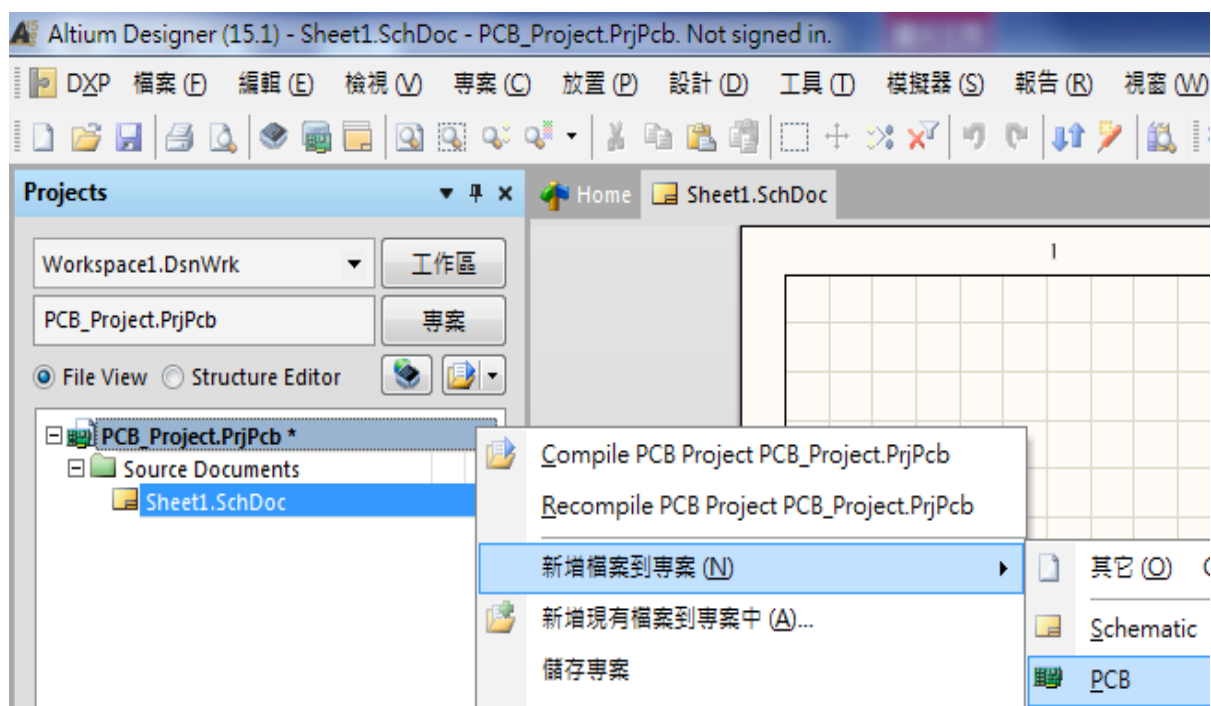 Altium Designer (15.1) - Sheet1.SchDoc - PCB_Project.PrjPcb. Not signed in.
DXP 檔案 (F) 編輯 (E) 檢視 (V) 專案 (C) 放置 (P) 設計 (D) 工具 (T) 模擬器 (S) 報告 (R) 視窗 (W)
Projects
Home Sheet1.SchDoc
Workspace1.DsnWrk 工作區
1
PCB_Project.PrjPcb 專案
File View Structure Editor
PCB_Project.PrjPcb *
Source Documents
Sheet1.SchDoc
Compile PCB Project PCB_Project.PrjPcb
Recompile PCB Project PCB_Project.PrjPcb
新增檔案到專案 (N)
新增現有檔案到專案中 (A)...
儲存專案
其它 (O)
Schematic
PCB